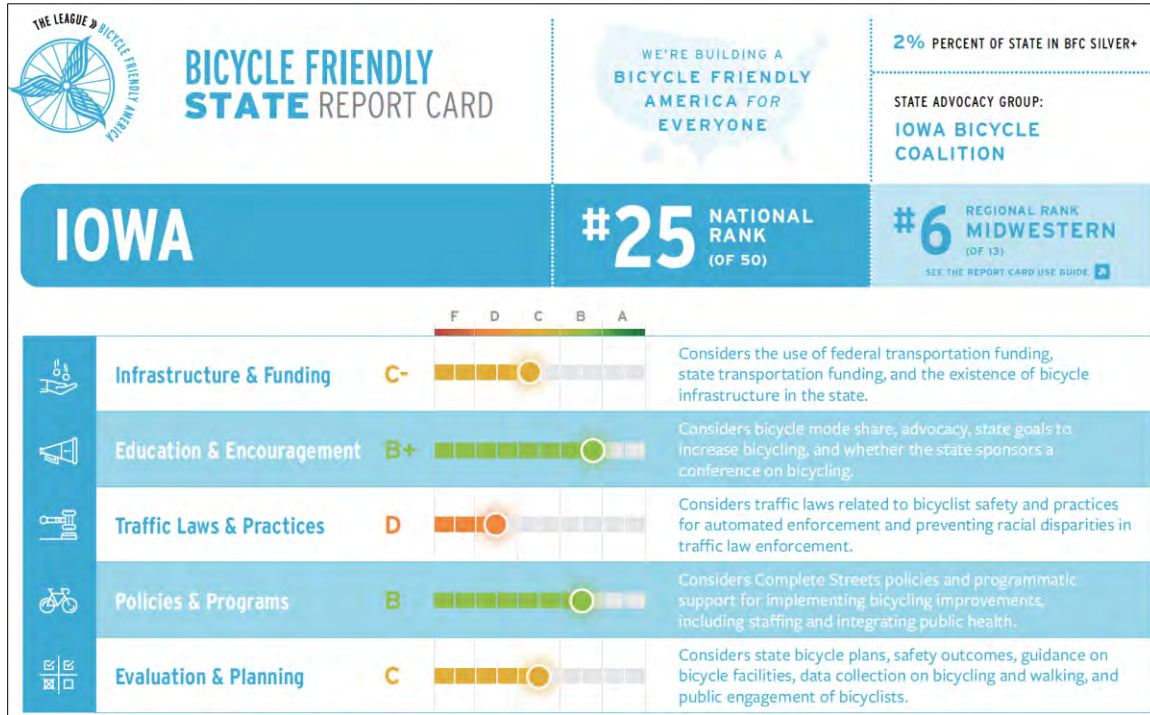 THE LEAGUE » BICYCLE FRIENDLY AMERICA
BICYCLE FRIENDLY
STATE REPORT CARD
WE'RE BUILDING A
BICYCLE FRIENDLY
AMERICA FOR
EVERYONE
2% PERCENT OF STATE IN BFC SILVER+
STATE ADVOCACY GROUP:
IOWA BICYCLE
COALITION
IOWA
#25 NATIONAL
RANK
(OF 50)
#6 REGIONAL RANK
MIDWESTERN
(OF 13)
SEE THE REPORT CARD USE GUIDE
F D C B A
Infrastructure & Funding C-
Considers the use of federal transportation funding,
state transportation funding, and the existence of bicycle
infrastructure in the state.
Education & Encouragement B+
Considers bicycle mode share, advocacy, state goals to
increase bicycling, and whether the state sponsors a
conference on bicycling.
Traffic Laws & Practices D
Considers traffic laws related to bicyclist safety and practices
for automated enforcement and preventing racial disparities in
traffic law enforcement.
Policies & Programs B
Considers Complete Streets policies and programmatic
support for implementing bicycling improvements,
including staffing and integrating public health.
Evaluation & Planning C
Considers state bicycle plans, safety outcomes, guidance on
bicycle facilities, data collection on bicycling and walking, and
public engagement of bicyclists.